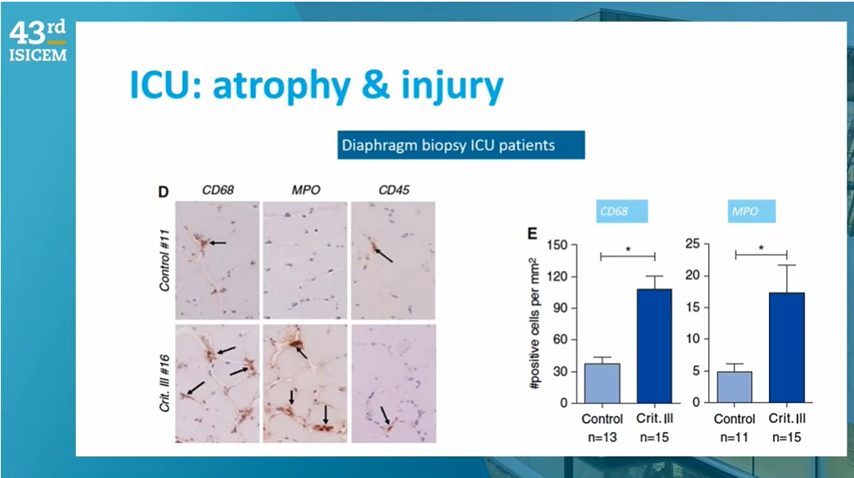 43rd
ISICEM
ICU: atrophy & injury
Diaphragm biopsy ICU patients
D
CD68 MPO CD45
Control #11
Crit. Ill #16
CD68 MPO
E
#positive cells per mm2
150
120
90
60
30
0
*
Control Crit. Ill
n=13 n=15
25
20
15
10
5
0
*
Control Crit. Ill
n=11 n=15